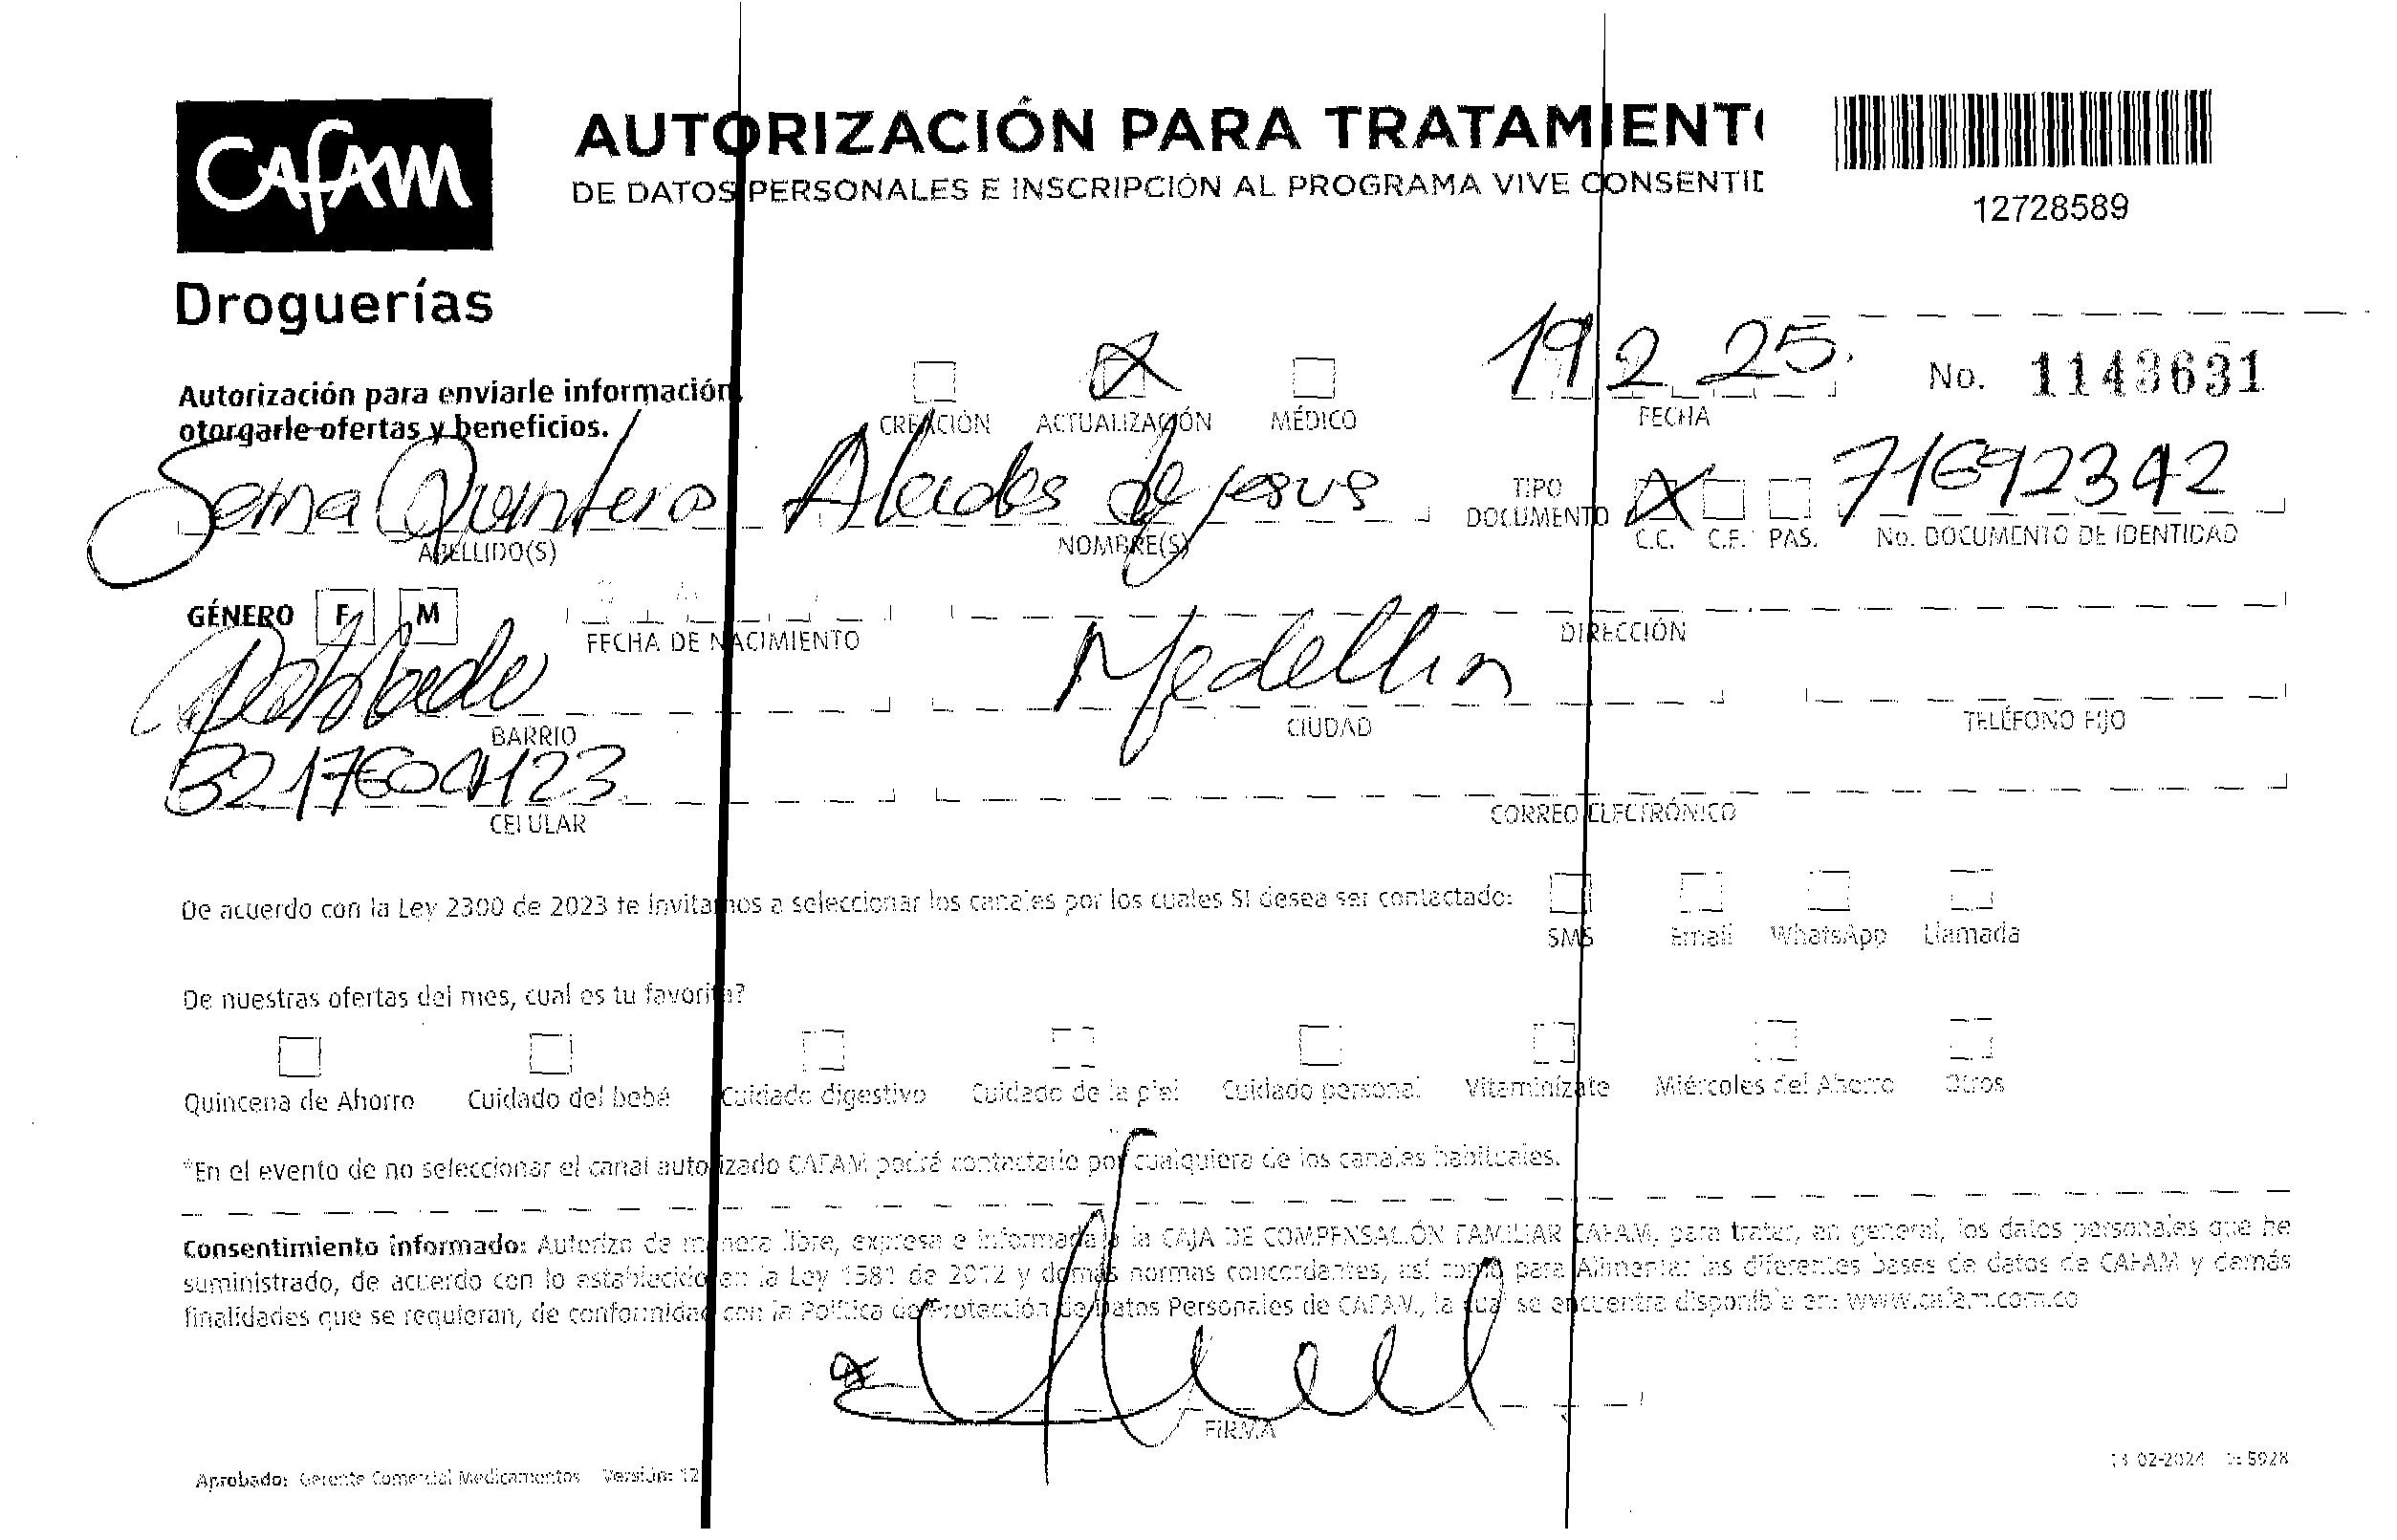 CAFAM
Droguerías
AUTORIZACIÓN PARA TRATAMIENT
DE DATOS PERSONALES E INSCRIPCIÓN AL PROGRAMA VIVE CONSENTID
12728589
Autorización para enviarle información,
otorgarle ofertas y beneficios.
CREACIÓN ACTUALIZACIÓN MÉDICO
19 2 25
FECHA
No. 1143631
Serna Quintero Alcides de jesus
APELLIDO(S) NOMBRE(S)
TIPO DOCUMENTO
C.C. C.E. PAS.
71692342
No. DOCUMENTO DE IDENTIDAD
GÉNERO F M
FECHA DE NACIMIENTO
DIRECCIÓN
Robledo Medellin
BARRIO CIUDAD TELÉFONO FIJO
3217604123
CELULAR CORREO ELECTRÓNICO
De acuerdo con la Ley 2300 de 2023 te invitamos a seleccionar los canales por los cuales SI desea ser contactado:
SMS Email WhatsApp Llamada
De nuestras ofertas del mes, cual es tu favorita?
Quincena de Ahorro Cuidado del bebé Cuidado digestivo Cuidado de la piel Cuidado personal Vitaminízate Miércoles del Ahorro Otros
*En el evento de no seleccionar el canal autorizado CAFAM podrá contactarlo por cualquiera de los canales habituales.
Consentimiento informado: Autorizo de manera libre, expresa e informada a la CAJA DE COMPENSACIÓN FAMILIAR CAFAM, para tratar, en general, los datos personales que he
suministrado, de acuerdo con lo establecido en la Ley 1581 de 2012 y demás normas concordantes, así como para Alimentar las diferentes bases de datos de CAFAM y demás
finalidades que se requieran, de conformidad con la Política de Protección de Datos Personales de CAFAM., la cual se encuentra disponible en: www.cafam.com.co
FIRMA
Aprobado: Gerente Comercial Medicamentos Versión: 12
02-2024 5928